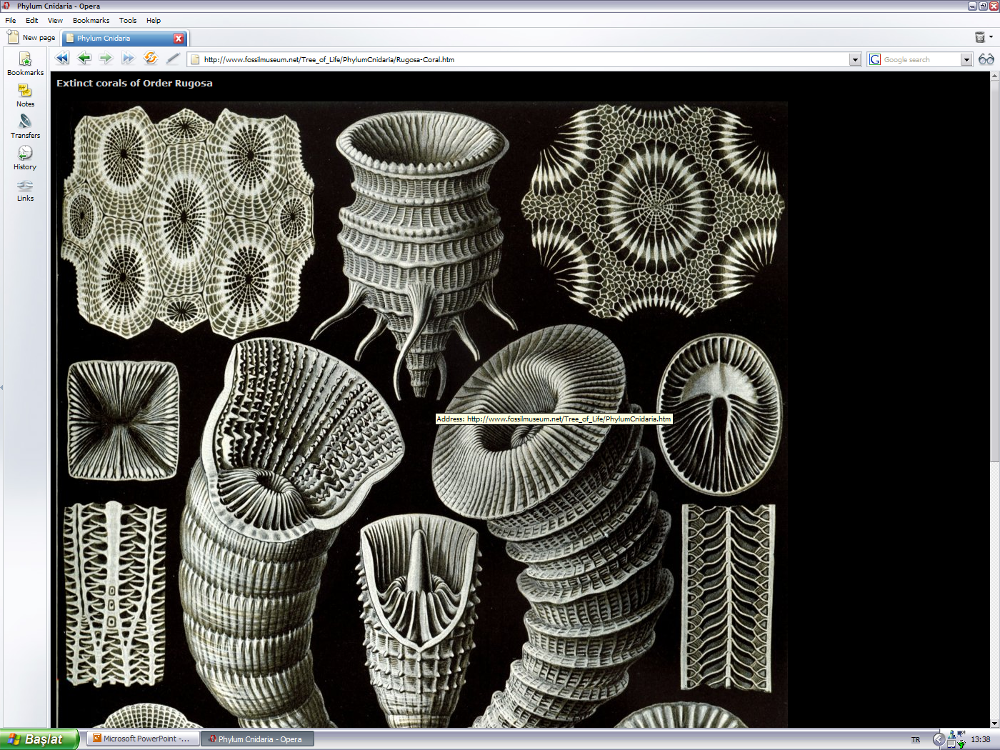 Phylum Cnidaria - Opera
File Edit View Bookmarks Tools Help
New page
Phylum Cnidaria
http://www.fossilmuseum.net/Tree_of_Life/PhylumCnidaria/Rugosa-Coral.htm
G Google search
Bookmarks
Notes
Transfers
History
Links
Extinct corals of Order Rugosa
Address: http://www.fossilmuseum.net/Tree_of_Life/PhylumCnidaria.htm
Başlat
Microsoft PowerPoint -...
Phylum Cnidaria - Opera
TR
13:38